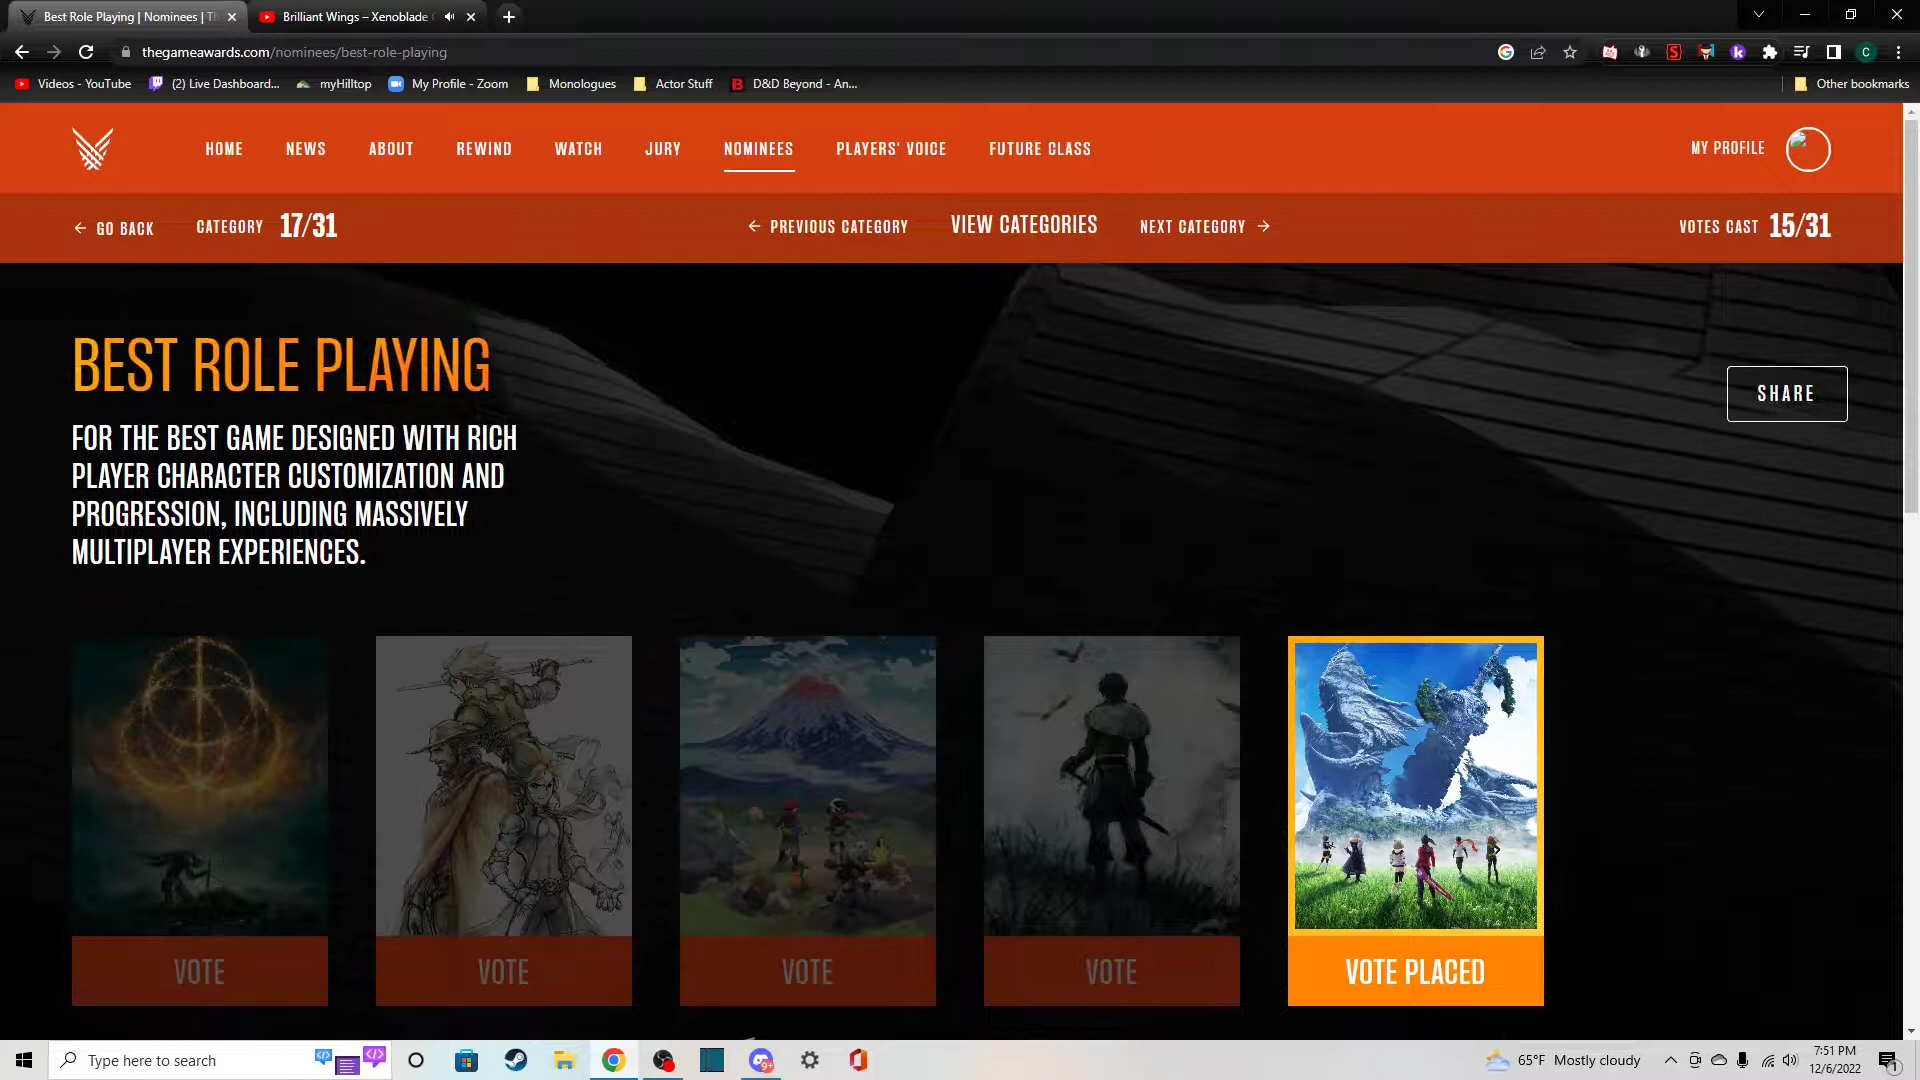 Best Role Playing | Nominees | Th
Brilliant Wings – Xenoblade
thegameawards.com/nominees/best-role-playing
Videos - YouTube
(2) Live Dashboard...
myHilltop
My Profile - Zoom
Monologues
Actor Stuff
D&D Beyond - An...
Other bookmarks
HOME
NEWS
ABOUT
REWIND
WATCH
JURY
NOMINEES
PLAYERS' VOICE
FUTURE CLASS
MY PROFILE
GO BACK
CATEGORY 17/31
PREVIOUS CATEGORY
VIEW CATEGORIES
NEXT CATEGORY
VOTES CAST 15/31
BEST ROLE PLAYING
SHARE
FOR THE BEST GAME DESIGNED WITH RICH
PLAYER CHARACTER CUSTOMIZATION AND
PROGRESSION, INCLUDING MASSIVELY
MULTIPLAYER EXPERIENCES.
VOTE
VOTE
VOTE
VOTE
VOTE PLACED
Type here to search
65°F Mostly cloudy
7:51 PM
12/6/2022